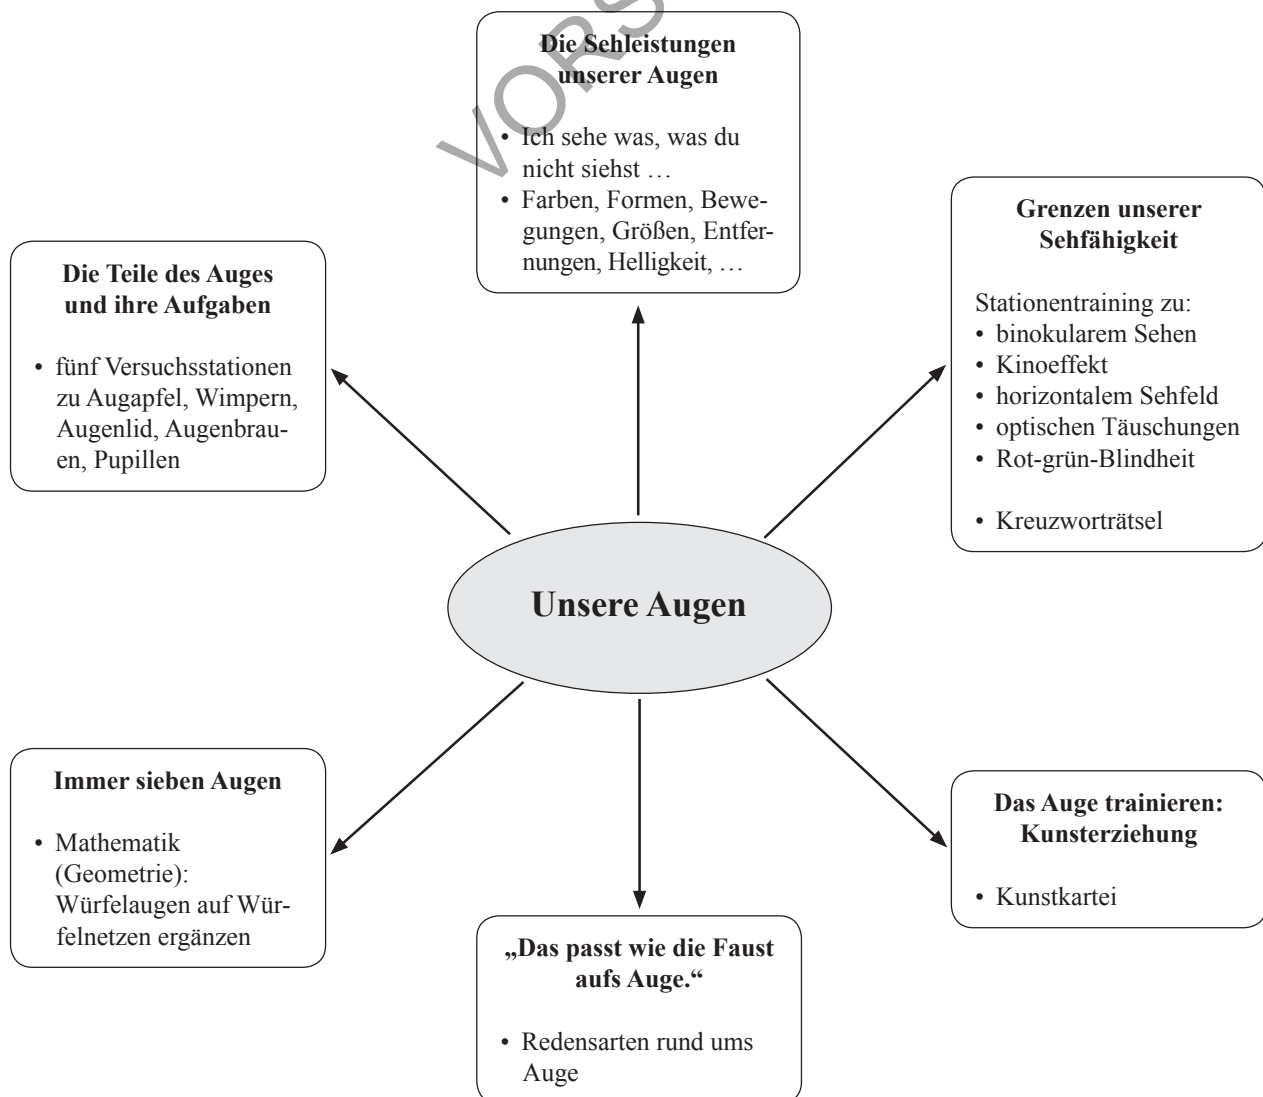 VORS
Die Sehleistungen
unserer Augen
• Ich sehe was, was du
nicht siehst …
• Farben, Formen, Bewe-
gungen, Größen, Entfer-
nungen, Helligkeit, …
Grenzen unserer
Sehfähigkeit
Stationentraining zu:
• binokularem Sehen
• Kinoeffekt
• horizontalem Sehfeld
• optischen Täuschungen
• Rot-grün-Blindheit
• Kreuzworträtsel
Die Teile des Auges
und ihre Aufgaben
• fünf Versuchsstationen
zu Augapfel, Wimpern,
Augenlid, Augenbrau-
en, Pupillen
Unsere Augen
Immer sieben Augen
• Mathematik
(Geometrie):
Würfelaugen auf Wür-
felnetzen ergänzen
„Das passt wie die Faust
aufs Auge.“
• Redensarten rund ums
Auge
Das Auge trainieren:
Kunsterziehung
• Kunstkartei